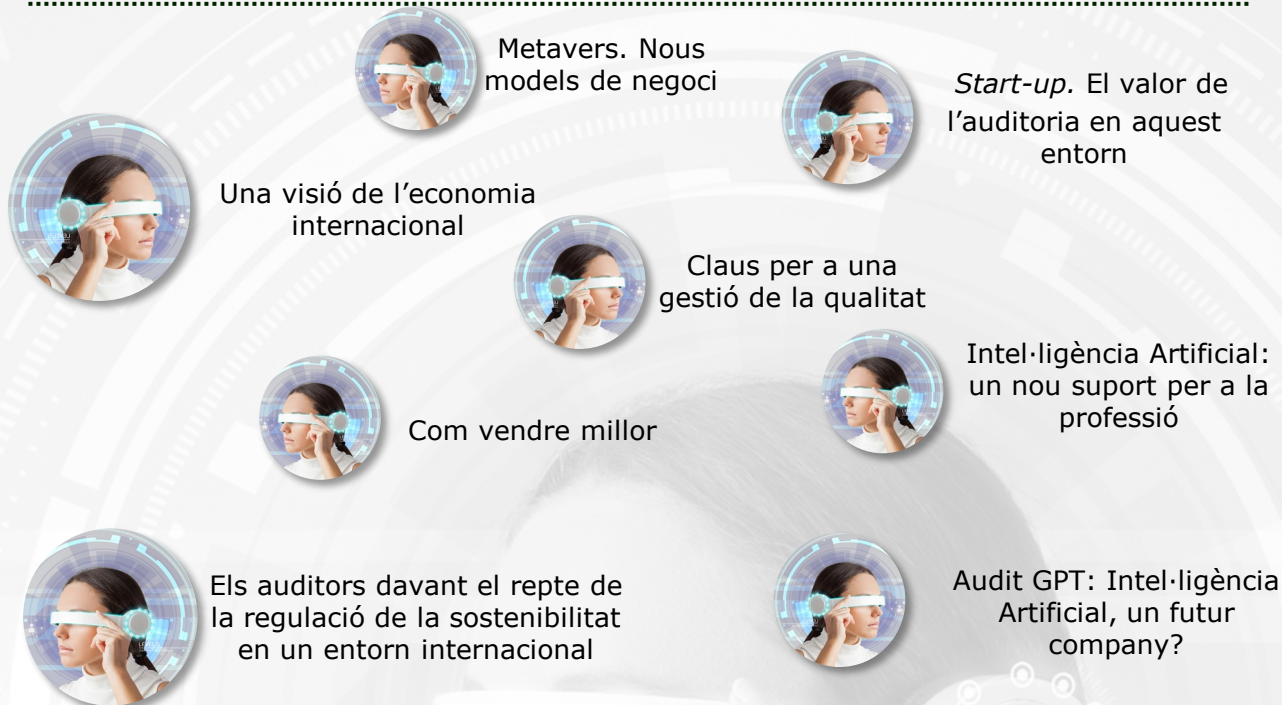 Metavers. Nous
models de negoci
Start-up. El valor de
l’auditoria en aquest
entorn
Una visió de l’economia
internacional
Claus per a una
gestió de la qualitat
Intel·ligència Artificial:
un nou suport per a la
professió
Com vendre millor
Els auditors davant el repte de
la regulació de la sostenibilitat
en un entorn internacional
Audit GPT: Intel·ligència
Artificial, un futur
company?